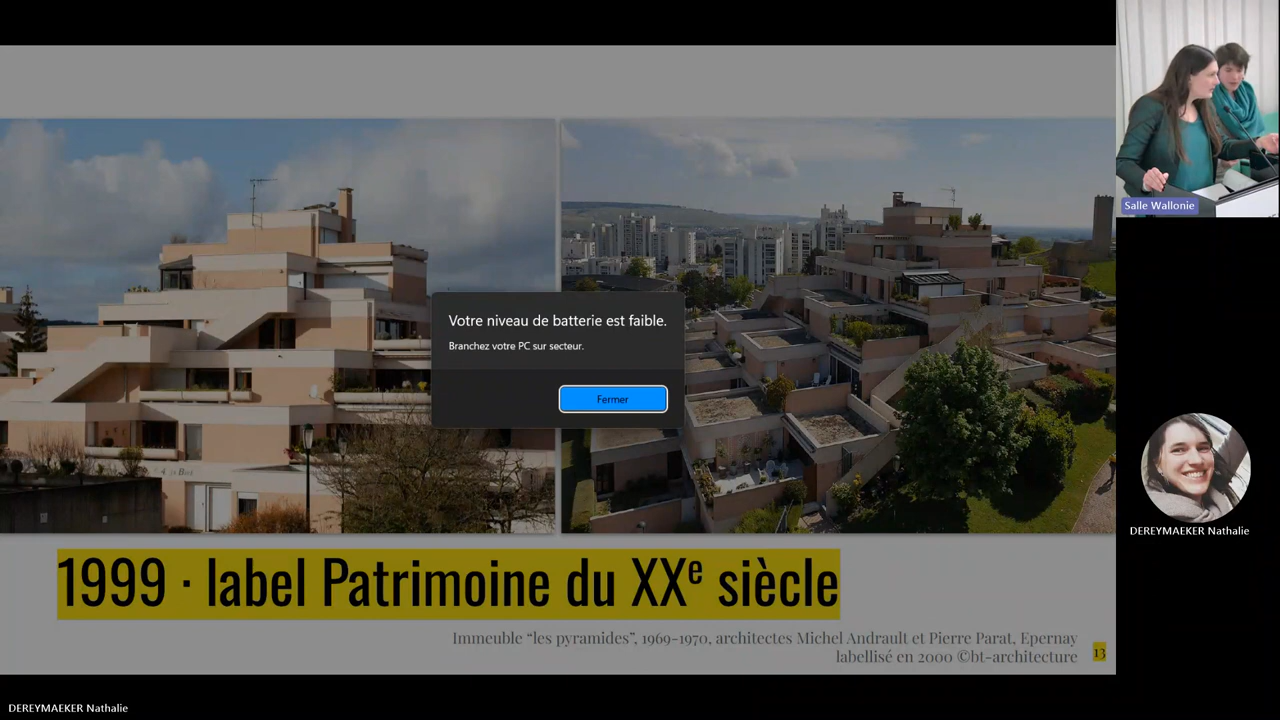 Salle Wallonie
Votre niveau de batterie est faible.
Branchez votre PC sur secteur.
Fermer
DEREYMAEKER Nathalie
1999 · label Patrimoine du XXe siècle
Immeuble “les pyramides”, 1969-1970, architectes Michel Andrault et Pierre Parat, Epernay
labellisé en 2000 ©bt-architecture
13
DEREYMAEKER Nathalie